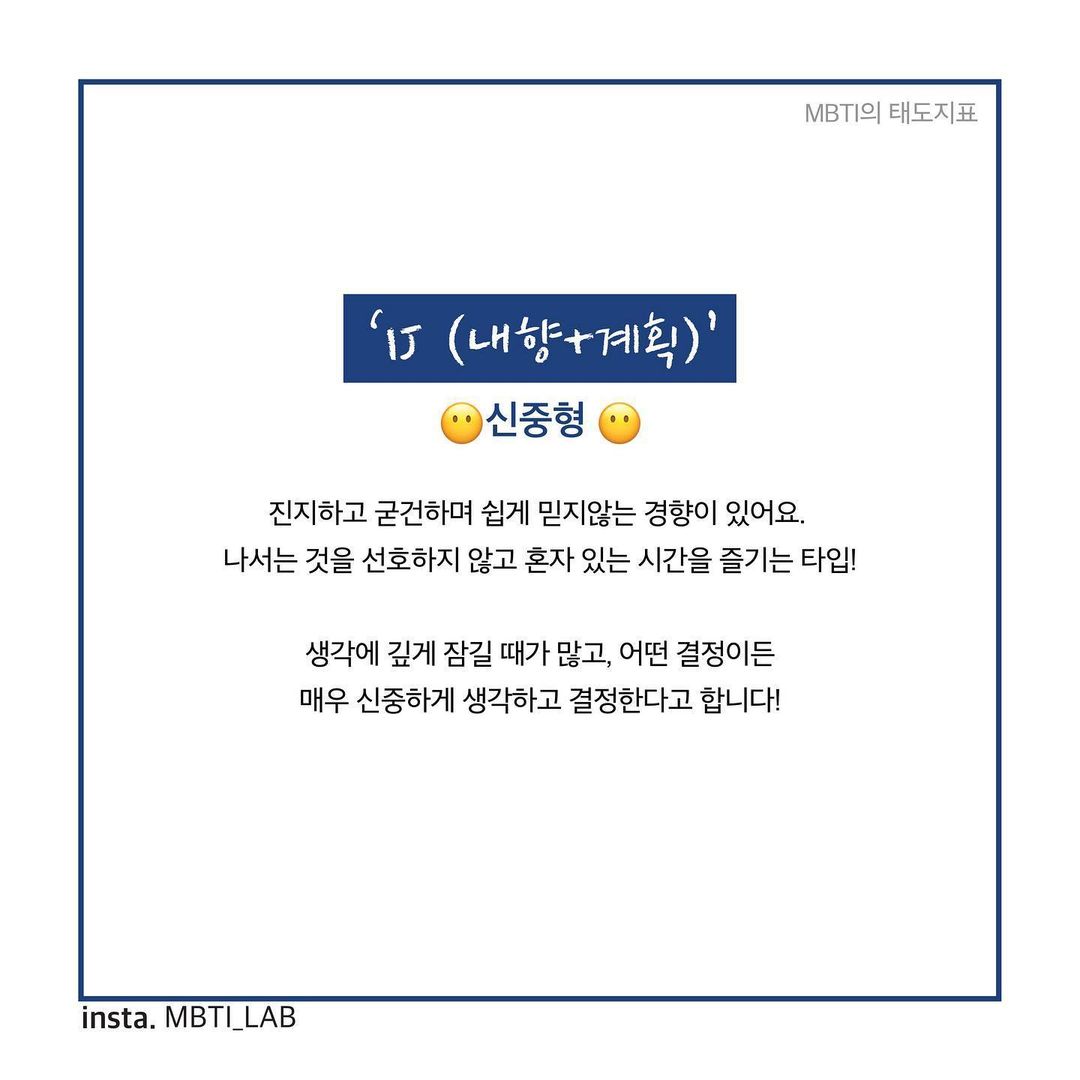 MBTI의 태도지표
‘IJ (내향+계획)’
😶신중형 😶
진지하고 굳건하며 쉽게 믿지않는 경향이 있어요.
나서는 것을 선호하지 않고 혼자 있는 시간을 즐기는 타입!
생각에 깊게 잠길 때가 많고, 어떤 결정이든
매우 신중하게 생각하고 결정한다고 합니다!
insta. MBTI_LAB